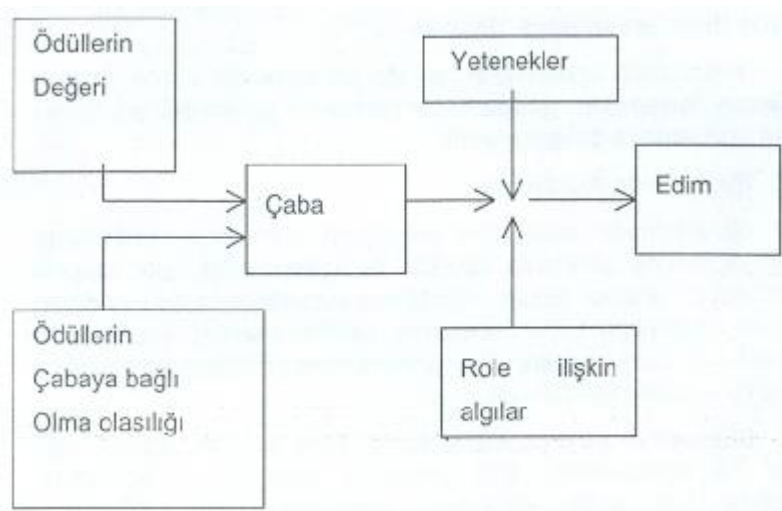 Ödüllerin
Değeri
Yetenekler
Çaba
Edim
Ödüllerin
Çabaya bağlı
Olma olasılığı
Role ilişkin
algılar